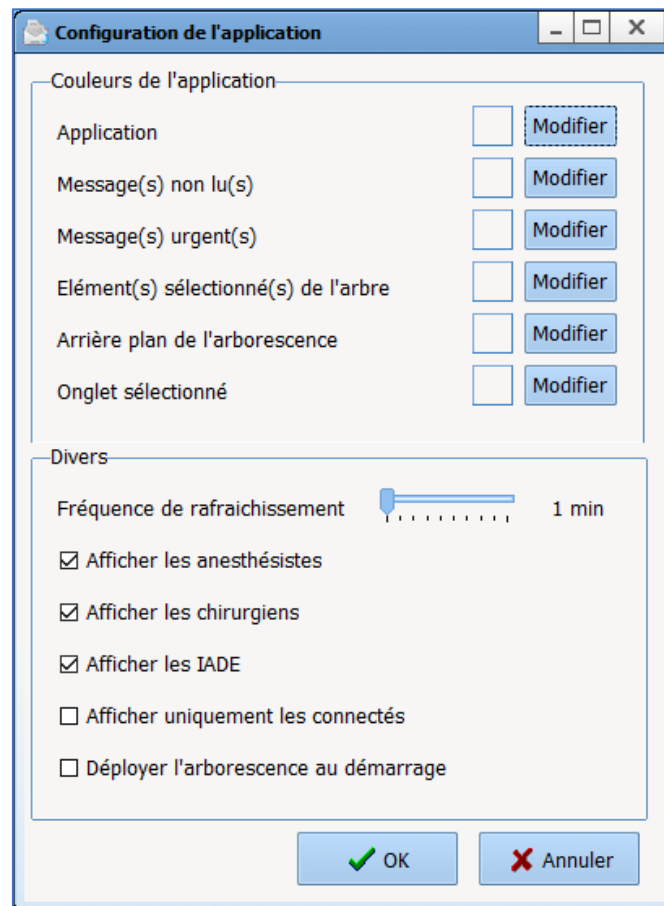 Configuration de l'application
Couleurs de l'application
Application Modifier
Message(s) non lu(s) Modifier
Message(s) urgent(s) Modifier
Elément(s) sélectionné(s) de l'arbre Modifier
Arrière plan de l'arborescence Modifier
Onglet sélectionné Modifier
Divers
Fréquence de rafraichissement 1 min
Afficher les anesthésistes
Afficher les chirurgiens
Afficher les IADE
Afficher uniquement les connectés
Déployer l'arborescence au démarrage
OK Annuler